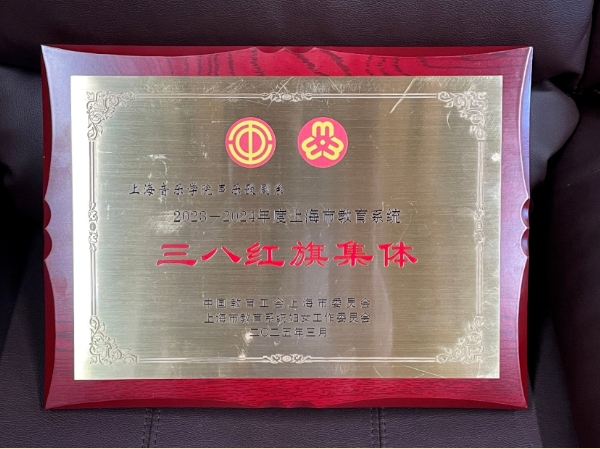 上海音乐学院民乐系
2023－2024年度上海市教育系统
三八红旗集体
中国教育工会上海市委员会
上海市教育系统妇女工作委员会
二〇二五年三月